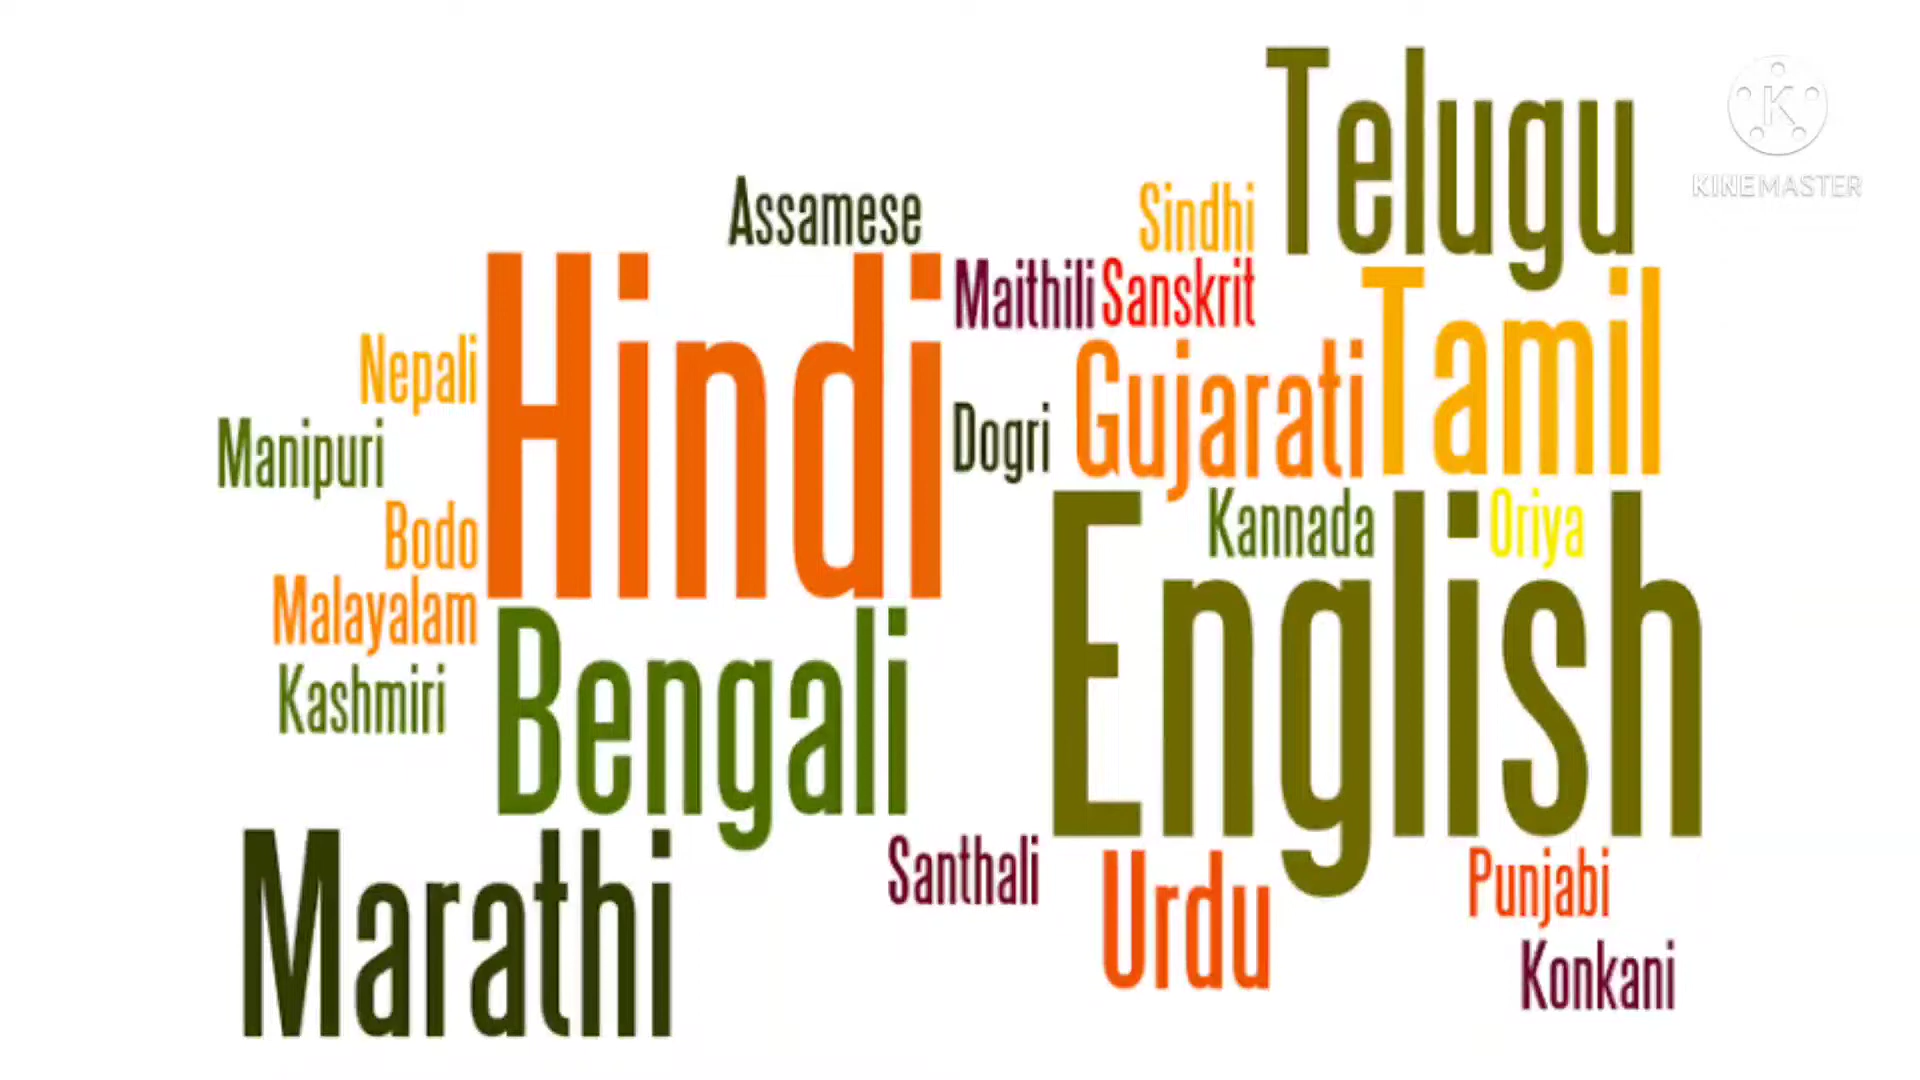 Telugu
KINEMASTER
Assamese
Sindhi
Hindi
Maithili
Sanskrit
Nepali
Gujarati
Tamil
Manipuri
Dogri
Bodo
Kannada
Oriya
English
Malayalam
Bengali
Kashmiri
Marathi
Santhali
Urdu
Punjabi
Konkani